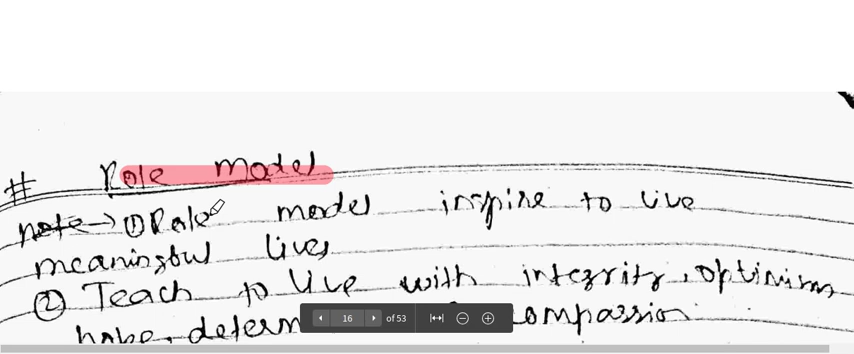 # Role model
note → ① Role model inspire to live
meaningful lives
② Teach to live with integrity, optimism
hope, determ compassion
16 of 53